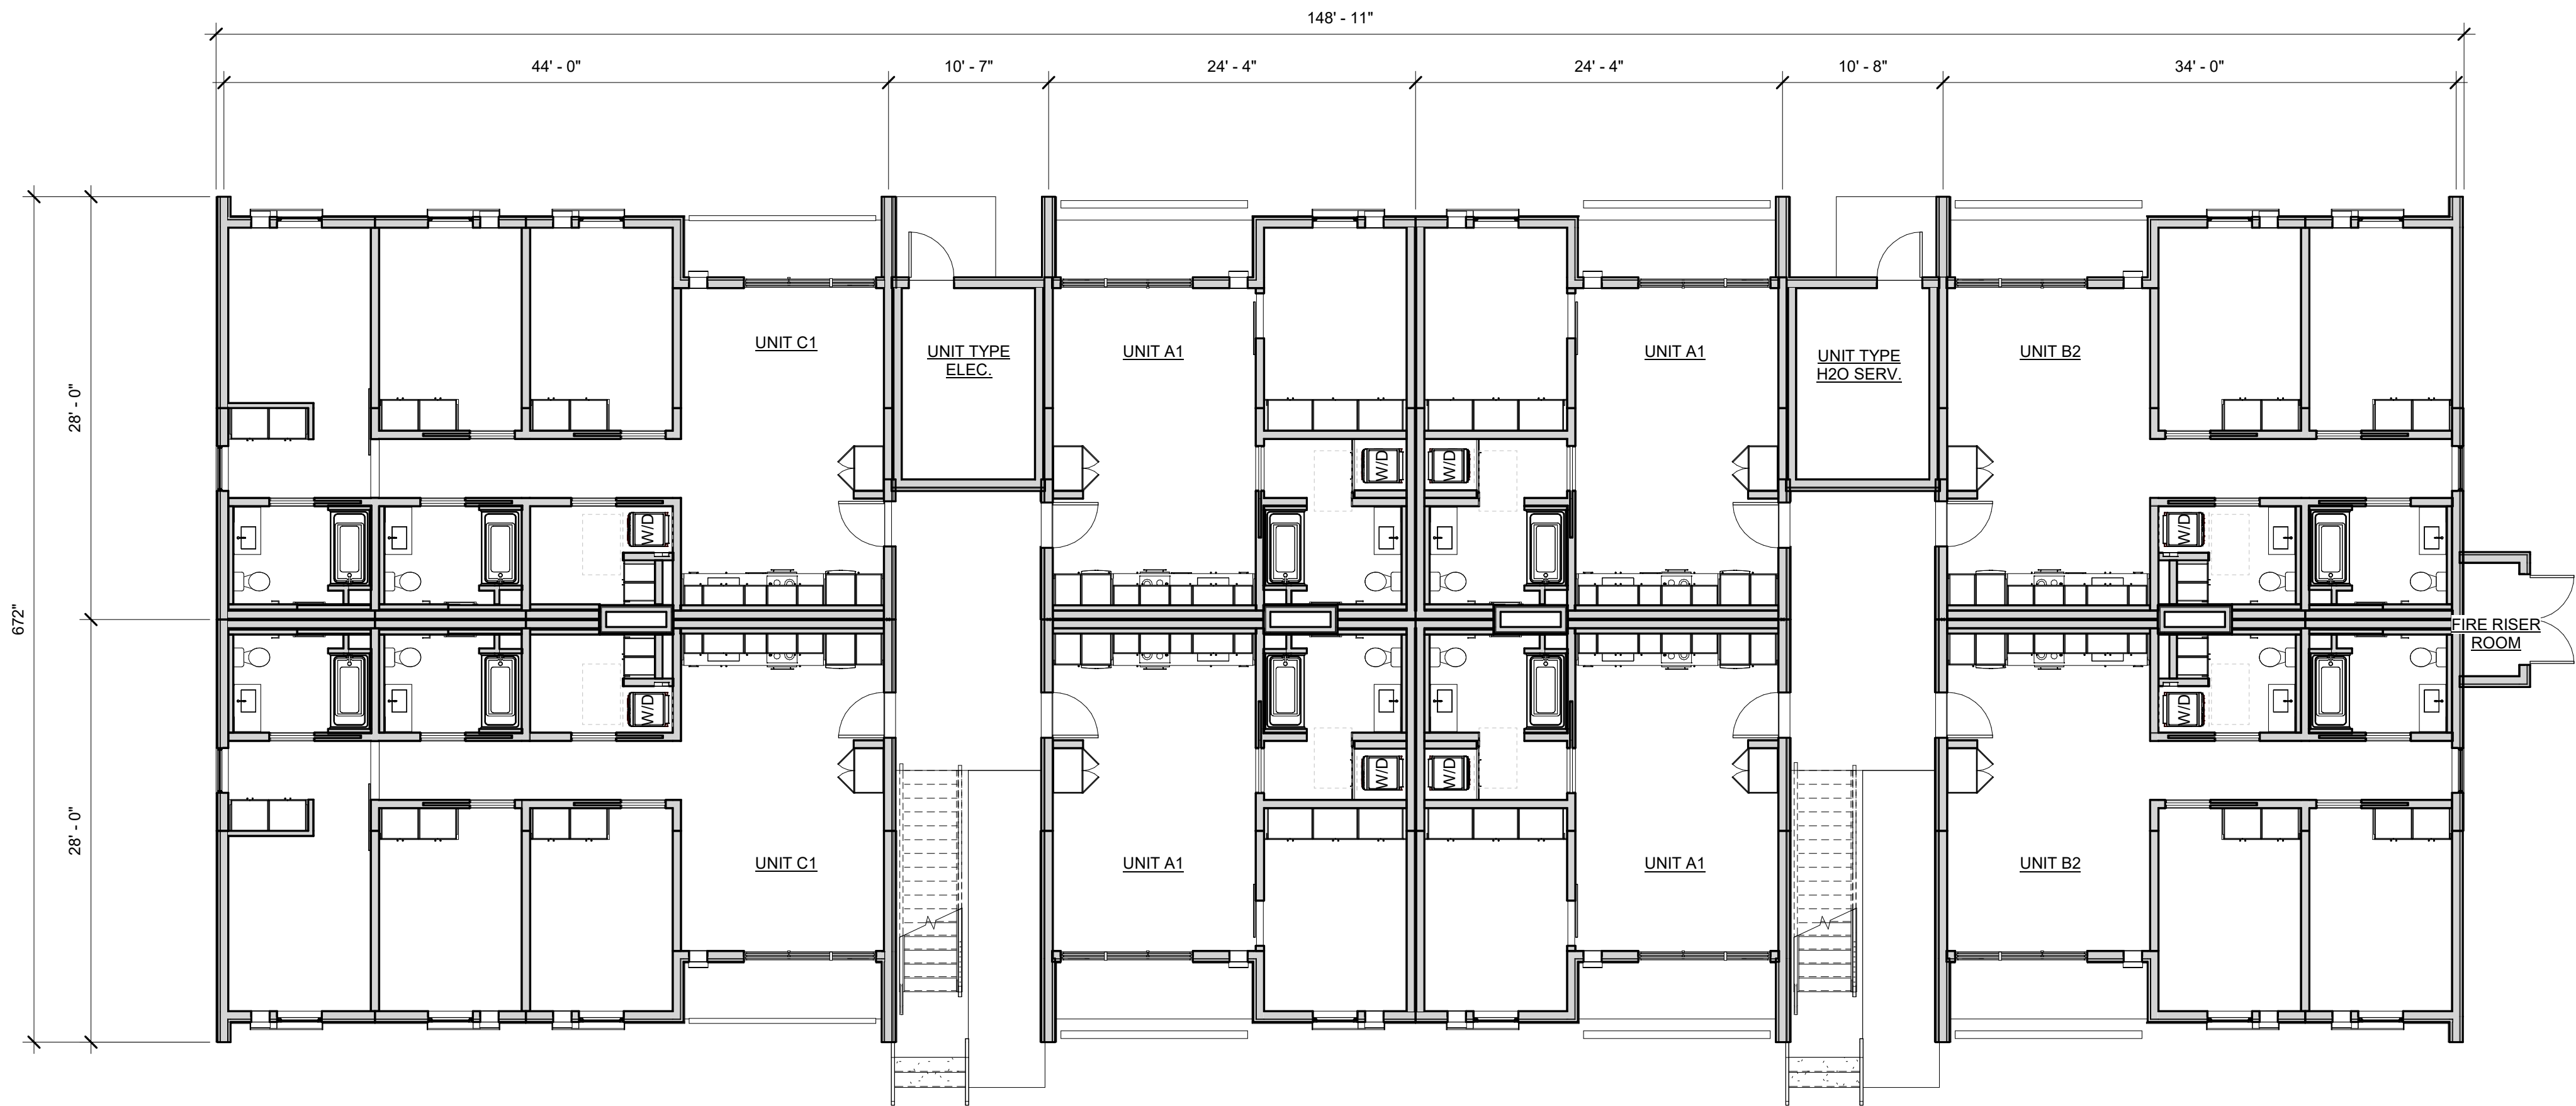 148' - 11"
44' - 0"
10' - 7"
24' - 4"
24' - 4"
10' - 8"
34' - 0"
28' - 0"
672"
28' - 0"
UNIT C1
UNIT TYPE
ELEC.
UNIT A1
UNIT A1
UNIT TYPE
H2O SERV.
UNIT B2
W/D
W/D
W/D
W/D
FIRE RISER
ROOM
W/D
W/D
W/D
W/D
UNIT C1
UNIT A1
UNIT A1
UNIT B2